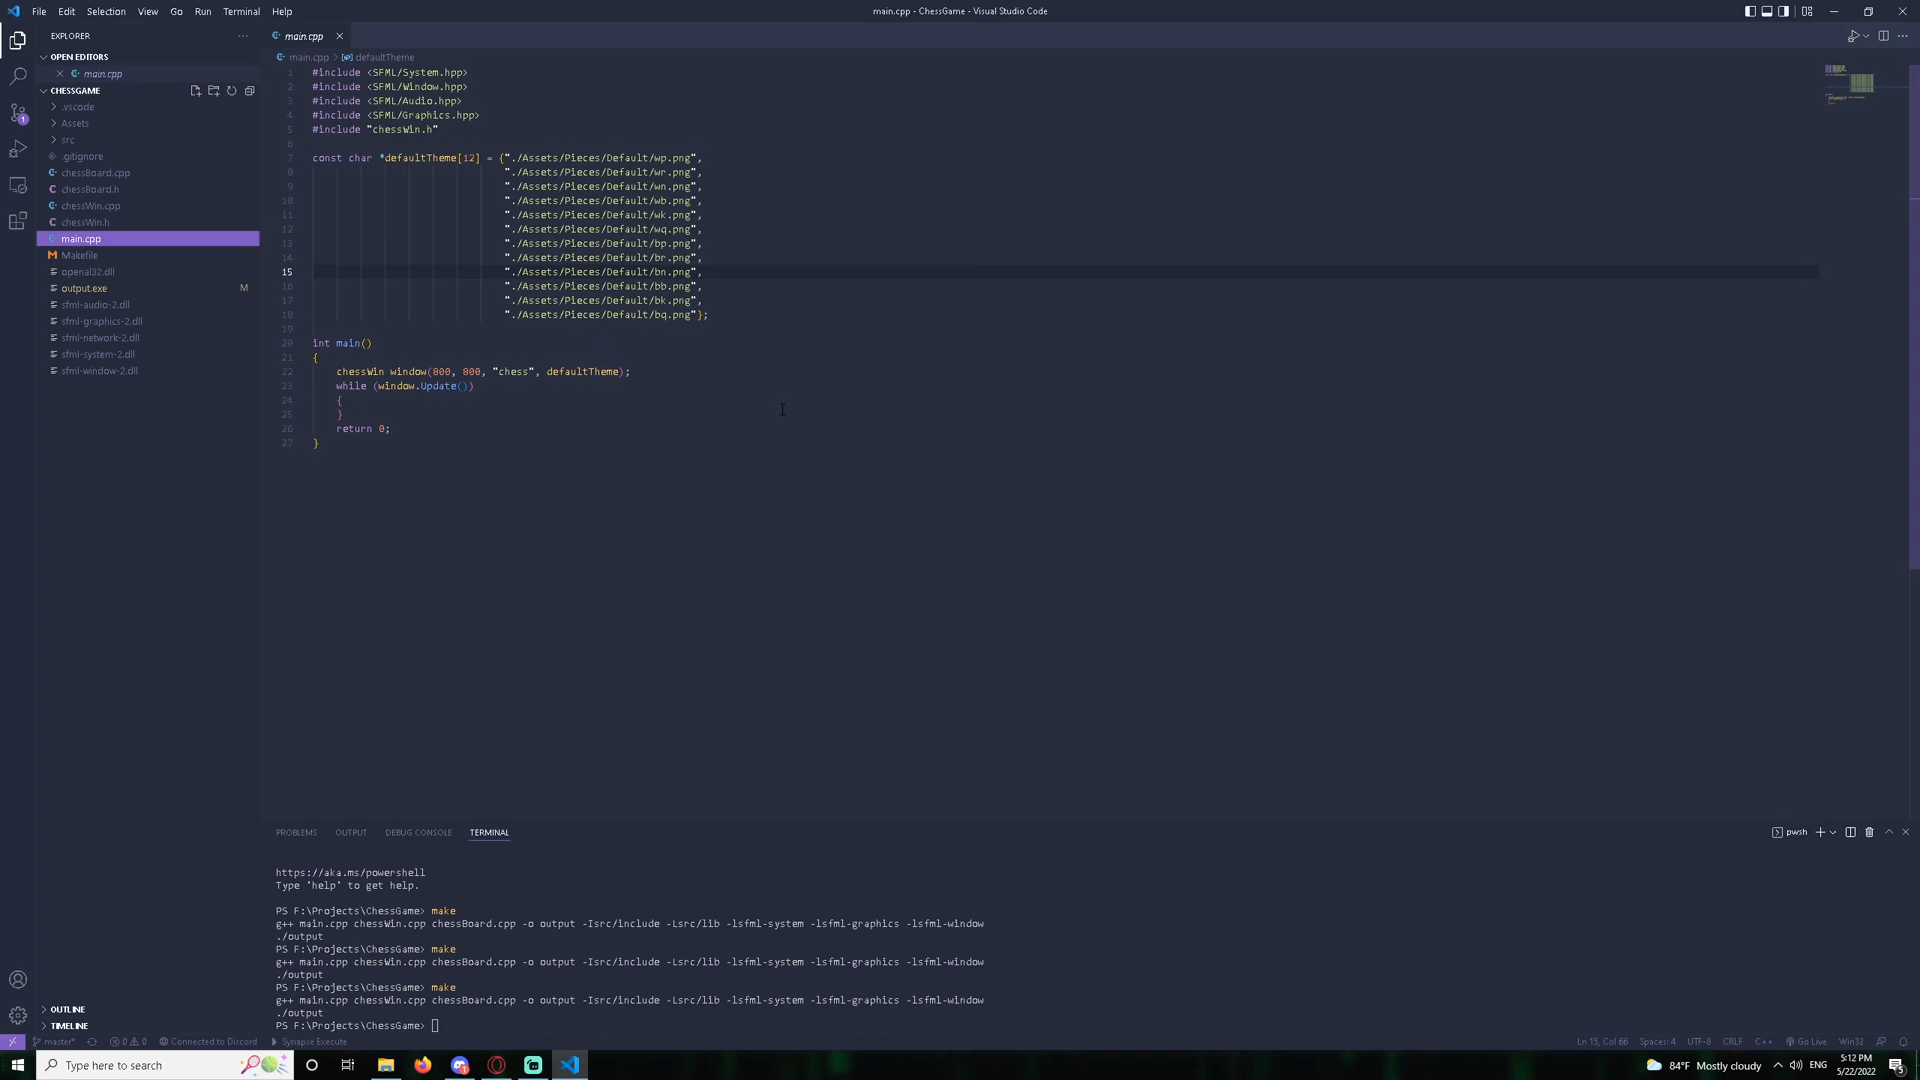 File Edit Selection View Go Run Terminal Help
main.cpp - ChessGame - Visual Studio Code
EXPLORER
OPEN EDITORS
main.cpp
CHESSGAME
.vscode
Assets
src
.gitignore
chessBoard.cpp
chessBoard.h
chessWin.cpp
chessWin.h
main.cpp
Makefile
openal32.dll
output.exe M
sfml-audio-2.dll
sfml-graphics-2.dll
sfml-network-2.dll
sfml-system-2.dll
sfml-window-2.dll
OUTLINE
TIMELINE
main.cpp
main.cpp > defaultTheme
1 #include <SFML/System.hpp>
2 #include <SFML/Window.hpp>
3 #include <SFML/Audio.hpp>
4 #include <SFML/Graphics.hpp>
5 #include "chessWin.h"
6
7 const char *defaultTheme[12] = {"./Assets/Pieces/Default/wp.png",
8 "./Assets/Pieces/Default/wr.png",
9 "./Assets/Pieces/Default/wn.png",
10 "./Assets/Pieces/Default/wb.png",
11 "./Assets/Pieces/Default/wk.png",
12 "./Assets/Pieces/Default/wq.png",
13 "./Assets/Pieces/Default/bp.png",
14 "./Assets/Pieces/Default/br.png",
15 "./Assets/Pieces/Default/bn.png",
16 "./Assets/Pieces/Default/bb.png",
17 "./Assets/Pieces/Default/bk.png",
18 "./Assets/Pieces/Default/bq.png"};
19
20 int main()
21 {
22 chessWin window(800, 800, "chess", defaultTheme);
23 while (window.Update())
24 {
25 }
26 return 0;
27 }
PROBLEMS OUTPUT DEBUG CONSOLE TERMINAL
pwsh
https://aka.ms/powershell
Type 'help' to get help.
PS F:\Projects\ChessGame> make
g++ main.cpp chessWin.cpp chessBoard.cpp -o output -Isrc/include -Lsrc/lib -lsfml-system -lsfml-graphics -lsfml-window
./output
PS F:\Projects\ChessGame> make
g++ main.cpp chessWin.cpp chessBoard.cpp -o output -Isrc/include -Lsrc/lib -lsfml-system -lsfml-graphics -lsfml-window
./output
PS F:\Projects\ChessGame> make
g++ main.cpp chessWin.cpp chessBoard.cpp -o output -Isrc/include -Lsrc/lib -lsfml-system -lsfml-graphics -lsfml-window
./output
PS F:\Projects\ChessGame>
master* 0 0 Connected to Discord Synapse Execute
Ln 15, Col 66 Spaces: 4 UTF-8 CRLF C++ Go Live Win32
Type here to search
84°F Mostly cloudy ENG
5:12 PM
5/22/2022